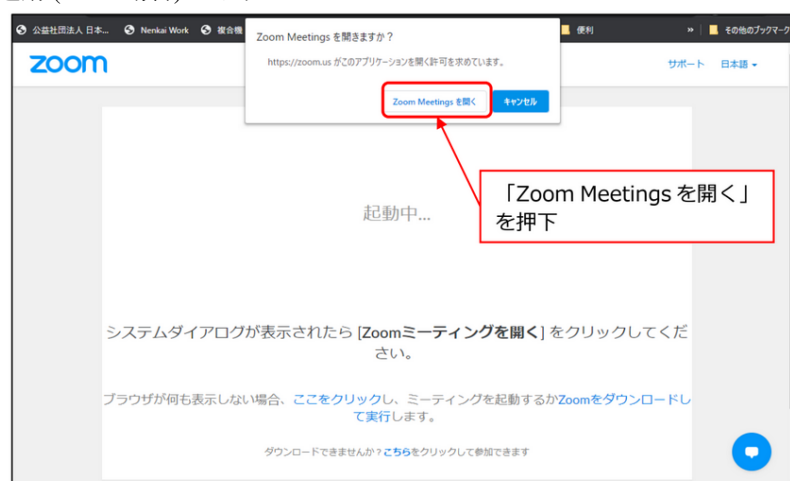 公益社団法人 日本...
Nenkai Work
複合機
便利
»
その他のブックマーク
Zoom Meetings を開きますか？
https://zoom.us がこのアプリケーションを開く許可を求めています。
Zoom Meetings を開く
キャンセル
zoom
サポート
日本語
「Zoom Meetings を開く」
を押下
起動中...
システムダイアログが表示されたら [Zoomミーティングを開く] をクリックしてくだ
さい。
ブラウザが何も表示しない場合、ここをクリックし、ミーティングを起動するかZoomをダウンロードし
て実行します。
ダウンロードできませんか？こちらをクリックして参加できます